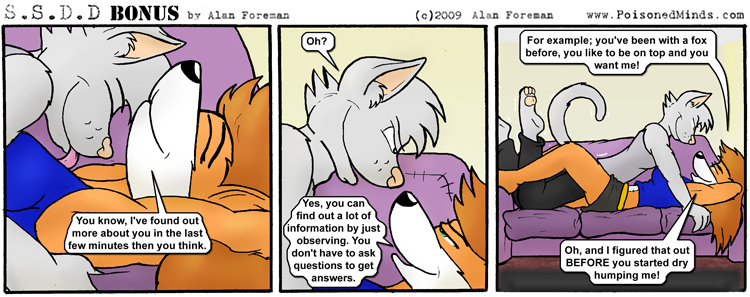 S.S.D.D BONUS by Alan Foreman (c)2009 Alan Foreman www.PoisonedMinds.com
You know, I've found out
more about you in the last
few minutes then you think.
Oh?
Yes, you can
find out a lot of
information by just
observing. You
don't have to ask
questions to get
answers.
For example; you've been with a fox
before, you like to be on top and you
want me!
Oh, and I figured that out
BEFORE you started dry
humping me!